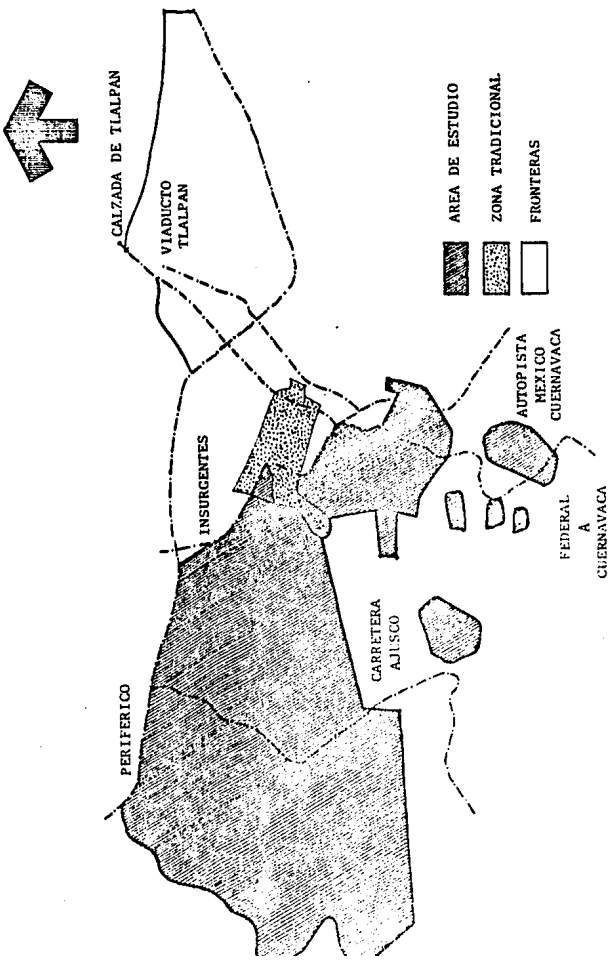 CALZADA DE TLALPAN
VIADUCTO
TLALPAN
INSURGENTES
PERIFERICO
CARRETERA
AJUSCO
AUTOPISTA
MEXICO
CUERNAVACA
FEDERAL
A
CUERNAVACA
AREA DE ESTUDIO
ZONA TRADICIONAL
FRONTERAS